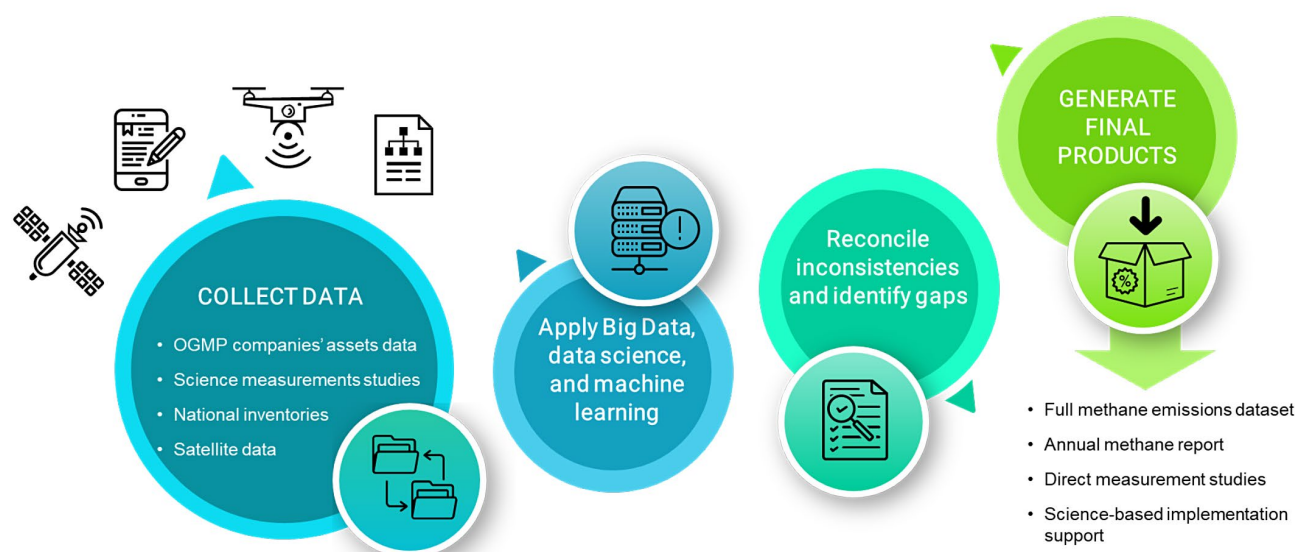 COLLECT DATA
• OGMP companies' assets data
• Science measurements studies
• National inventories
• Satellite data
Apply Big Data,
data science,
and machine
learning
Reconcile
inconsistencies
and identify gaps
GENERATE
FINAL
PRODUCTS
%
• Full methane emissions dataset
• Annual methane report
• Direct measurement studies
• Science-based implementation
support